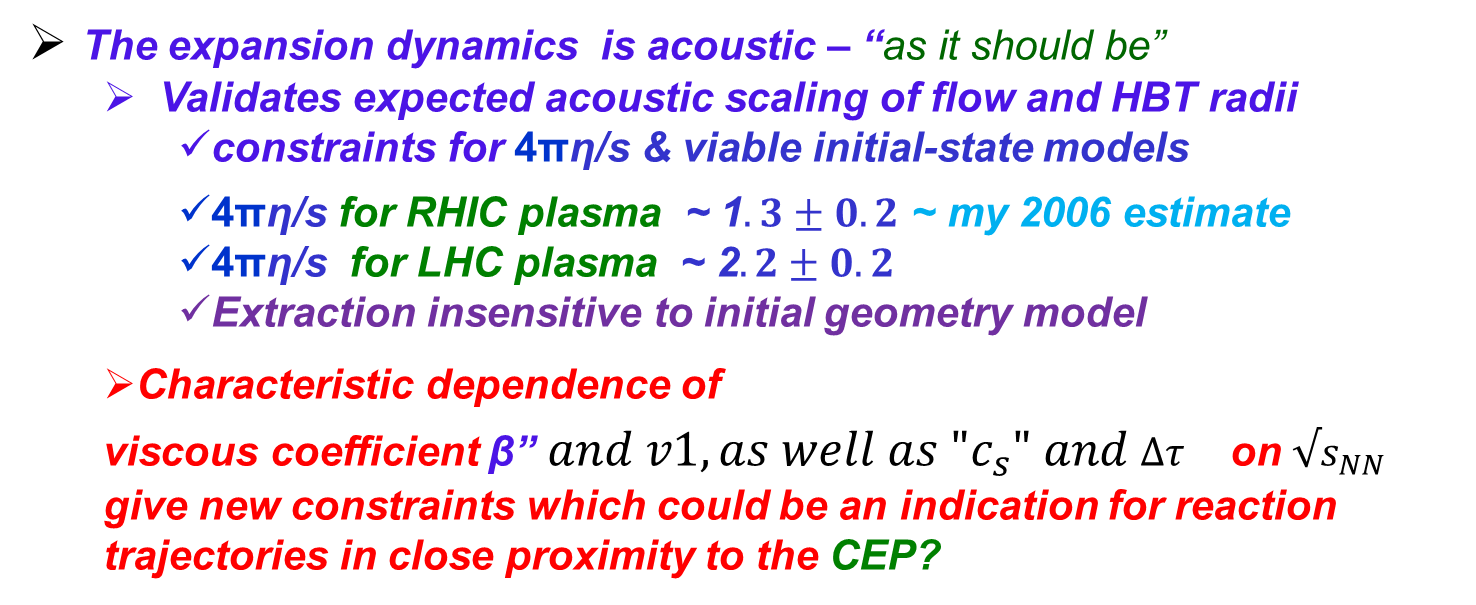 ➢ The expansion dynamics is acoustic – “as it should be”
➢ Validates expected acoustic scaling of flow and HBT radii
✓constraints for 4πη/s & viable initial-state models
✓4πη/s for RHIC plasma ~ 1.3 ± 0.2 ~ my 2006 estimate
✓4πη/s for LHC plasma ~ 2.2 ± 0.2
✓Extraction insensitive to initial geometry model
➢Characteristic dependence of
viscous coefficient β” and v1, as well as "c_s" and Δτ on √s_NN
give new constraints which could be an indication for reaction
trajectories in close proximity to the CEP?